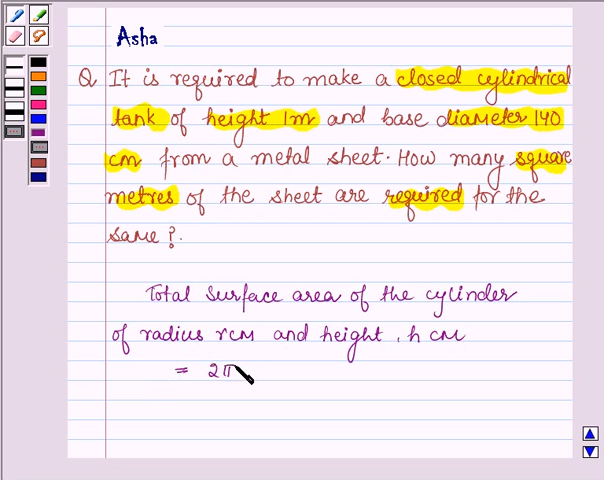 Asha
Q It is required to make a closed cylindrical
tank of height 1m and base diameter 140
cm from a metal sheet. How many square
metres of the sheet are required for the
same?.
Total surface area of the cylinder
of radius rcm and height, h cm
= 2π